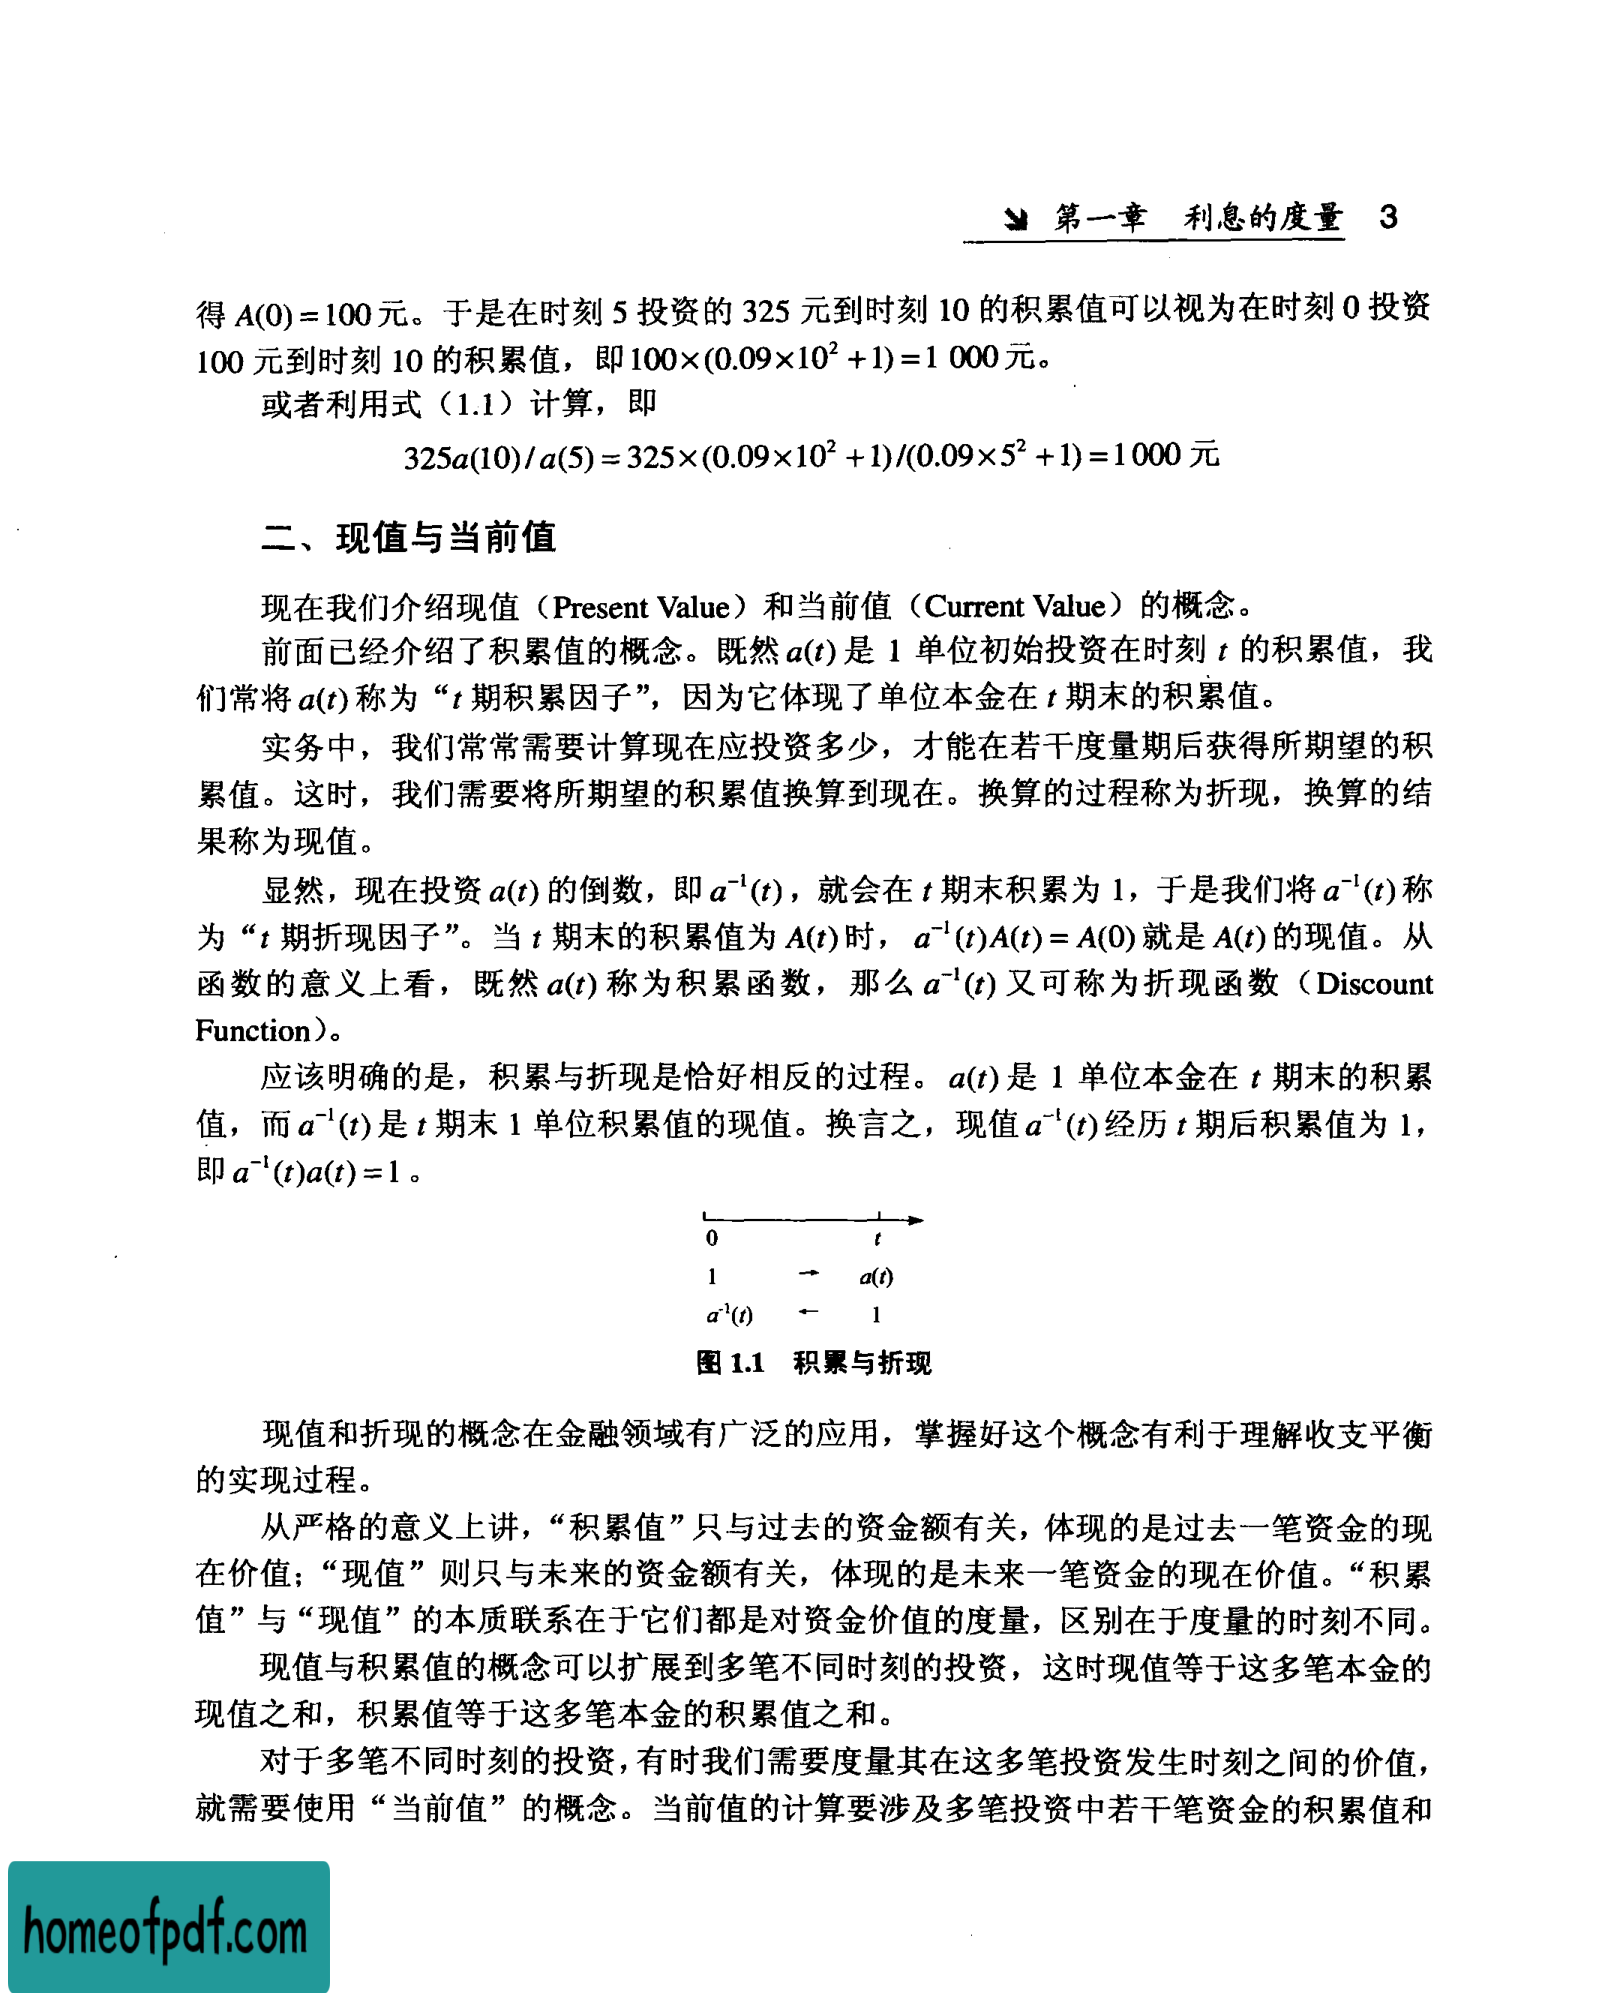 第一章　利息的度量　3
得 A(0) = 100元。于是在时刻 5 投资的 325 元到时刻 10 的积累值可以视为在时刻 0 投资
100 元到时刻 10 的积累值，即100×(0.09×10² +1) =1 000元。
或者利用式（1.1）计算，即
325a(10)/ a(5) = 325×(0.09×10² +1)/(0.09×5² +1) =1000 元
二、现值与当前值
现在我们介绍现值（Present Value）和当前值（Current Value）的概念。
前面已经介绍了积累值的概念。既然 a(t) 是 1 单位初始投资在时刻 t 的积累值，我
们常将 a(t) 称为“t 期积累因子”，因为它体现了单位本金在 t 期末的积累值。
实务中，我们常常需要计算现在应投资多少，才能在若干度量期后获得所期望的积
累值。这时，我们需要将所期望的积累值换算到现在。换算的过程称为折现，换算的结
果称为现值。
显然，现在投资 a(t) 的倒数，即 a⁻¹(t)，就会在 t 期末积累为 1，于是我们将 a⁻¹(t) 称
为“t 期折现因子”。当 t 期末的积累值为 A(t) 时，a⁻¹(t)A(t) = A(0) 就是 A(t) 的现值。从
函数的意义上看，既然 a(t) 称为积累函数，那么 a⁻¹(t) 又可称为折现函数（Discount
Function）。
应该明确的是，积累与折现是恰好相反的过程。a(t) 是 1 单位本金在 t 期末的积累
值，而 a⁻¹(t) 是 t 期末 1 单位积累值的现值。换言之，现值 a⁻¹(t) 经历 t 期后积累值为 1，
即 a⁻¹(t)a(t) =1。
0　t
1　→　a(t)
a⁻¹(t)　←　1
图 1.1　积累与折现
现值和折现的概念在金融领域有广泛的应用，掌握好这个概念有利于理解收支平衡
的实现过程。
从严格的意义上讲，“积累值”只与过去的资金额有关，体现的是过去一笔资金的现
在价值；“现值”则只与未来的资金额有关，体现的是未来一笔资金的现在价值。“积累
值”与“现值”的本质联系在于它们都是对资金价值的度量，区别在于度量的时刻不同。
现值与积累值的概念可以扩展到多笔不同时刻的投资，这时现值等于这多笔本金的
现值之和，积累值等于这多笔本金的积累值之和。
对于多笔不同时刻的投资，有时我们需要度量其在这多笔投资发生时刻之间的价值，
就需要使用“当前值”的概念。当前值的计算要涉及多笔投资中若干笔资金的积累值和
homeofpdf.com